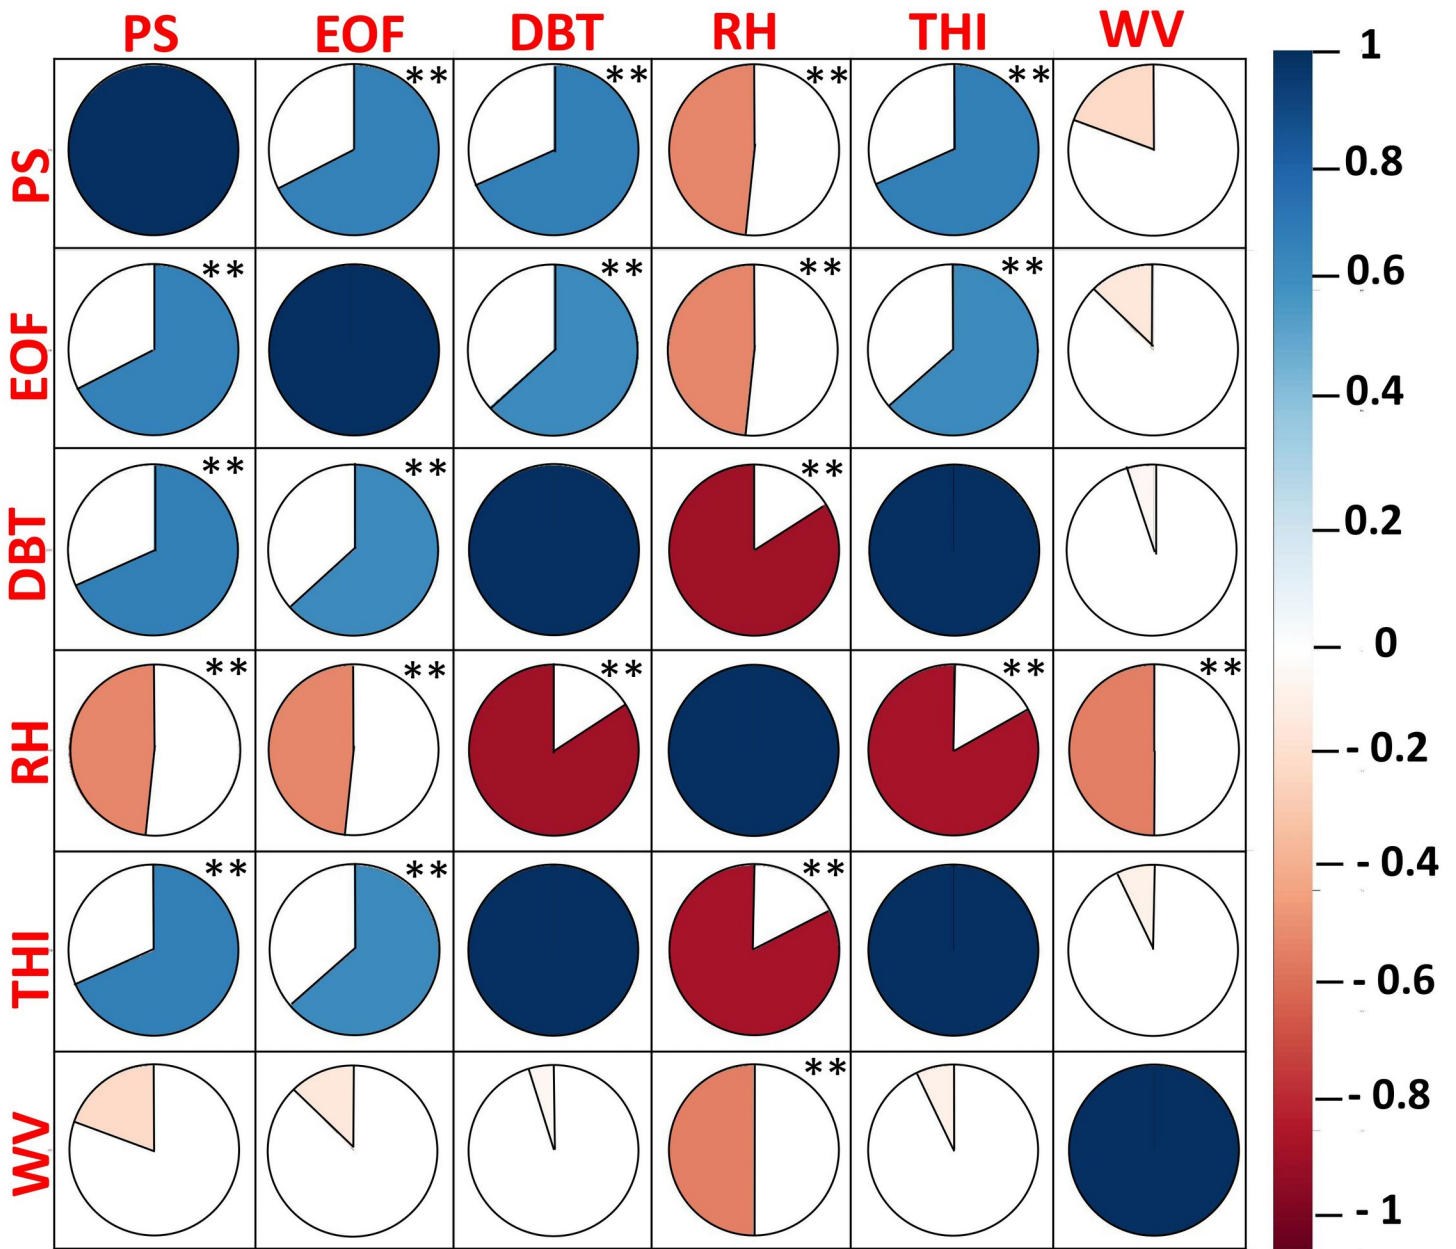 PS EOF DBT RH THI WV
PS ** ** ** **
EOF ** ** ** **
DBT ** ** **
RH ** ** ** ** **
THI ** ** **
WV **
1
0.8
0.6
0.4
0.2
0
- 0.2
- 0.4
- 0.6
- 0.8
- 1